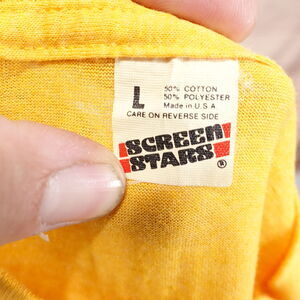 L
50% COTTON
50% POLYESTER
Made in U.S.A
CARE ON REVERSE SIDE
SCREEN
STARS®